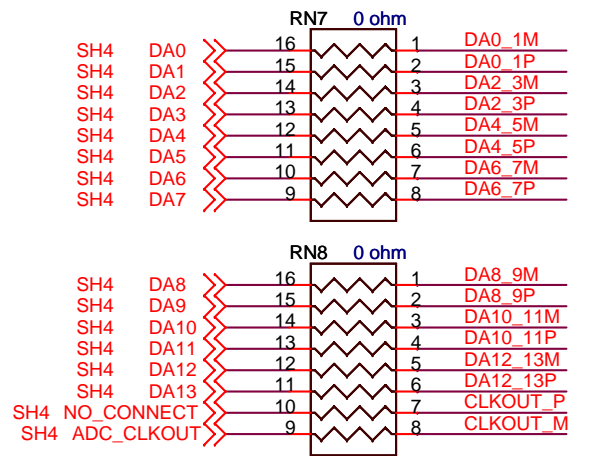 RN7 0 ohm
SH4 DA0 16 1 DA0_1M
SH4 DA1 15 2 DA0_1P
SH4 DA2 14 3 DA2_3M
SH4 DA3 13 4 DA2_3P
SH4 DA4 12 5 DA4_5M
SH4 DA5 11 6 DA4_5P
SH4 DA6 10 7 DA6_7M
SH4 DA7 9 8 DA6_7P
RN8 0 ohm
SH4 DA8 16 1 DA8_9M
SH4 DA9 15 2 DA8_9P
SH4 DA10 14 3 DA10_11M
SH4 DA11 13 4 DA10_11P
SH4 DA12 12 5 DA12_13M
SH4 DA13 11 6 DA12_13P
SH4 NO_CONNECT 10 7 CLKOUT_P
SH4 ADC_CLKOUT 9 8 CLKOUT_M